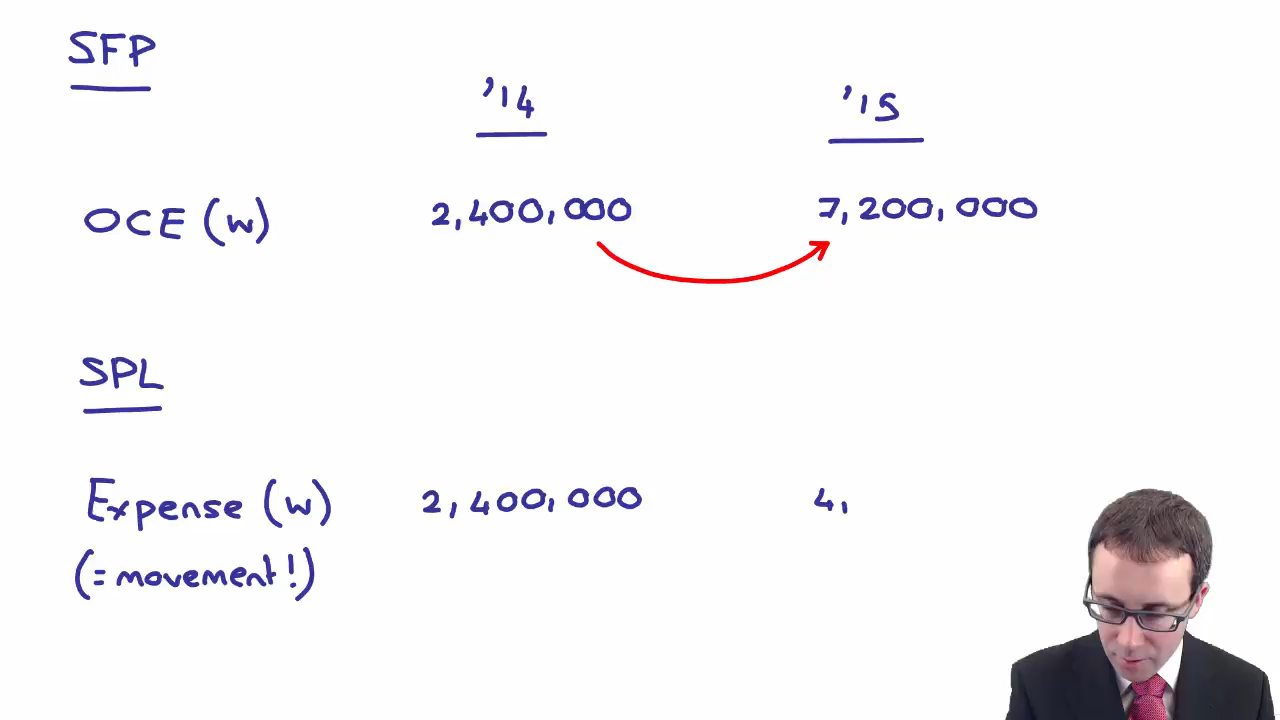 SFP
'14 '15
OCE (w) 2,400,000 7,200,000
SPL
Expense (w) 2,400,000 4,
(= movement!)